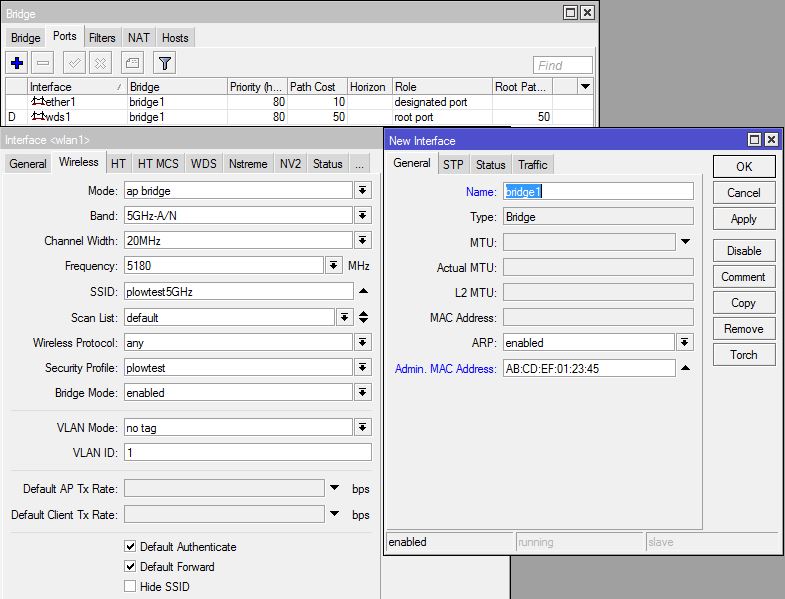 Bridge
Bridge Ports Filters NAT Hosts
Find
Interface Bridge Priority (h... Path Cost Horizon Role Root Pat...
ether1 bridge1 80 10 designated port
D wds1 bridge1 80 50 root port 50
Interface <wlan1>
General Wireless HT HT MCS WDS Nstreme NV2 Status ...
Mode: ap bridge
Band: 5GHz-A/N
Channel Width: 20MHz
Frequency: 5180 MHz
SSID: plowtest5GHz
Scan List: default
Wireless Protocol: any
Security Profile: plowtest
Bridge Mode: enabled
VLAN Mode: no tag
VLAN ID: 1
Default AP Tx Rate: bps
Default Client Tx Rate: bps
Default Authenticate
Default Forward
Hide SSID
New Interface
General STP Status Traffic
Name: bridge1
Type: Bridge
MTU:
Actual MTU:
L2 MTU:
MAC Address:
ARP: enabled
Admin. MAC Address: AB:CD:EF:01:23:45
OK
Cancel
Apply
Disable
Comment
Copy
Remove
Torch
enabled running slave